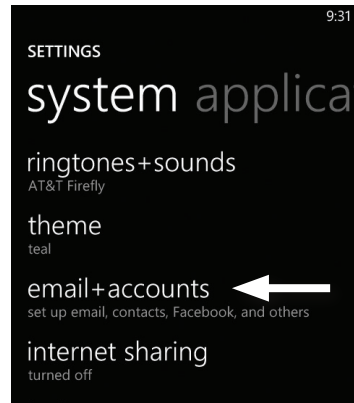 9:31
SETTINGS
system applica
ringtones+sounds
AT&T Firefly
theme
teal
email+accounts
set up email, contacts, Facebook, and others
internet sharing
turned off